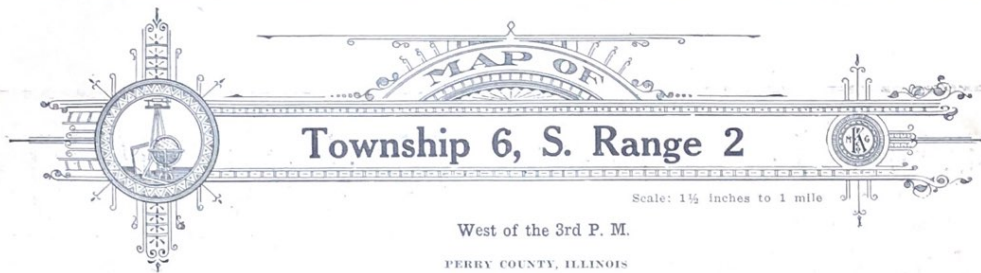 MAP OF
Township 6, S. Range 2
Scale: 1½ inches to 1 mile
West of the 3rd P. M.
PERRY COUNTY, ILLINOIS